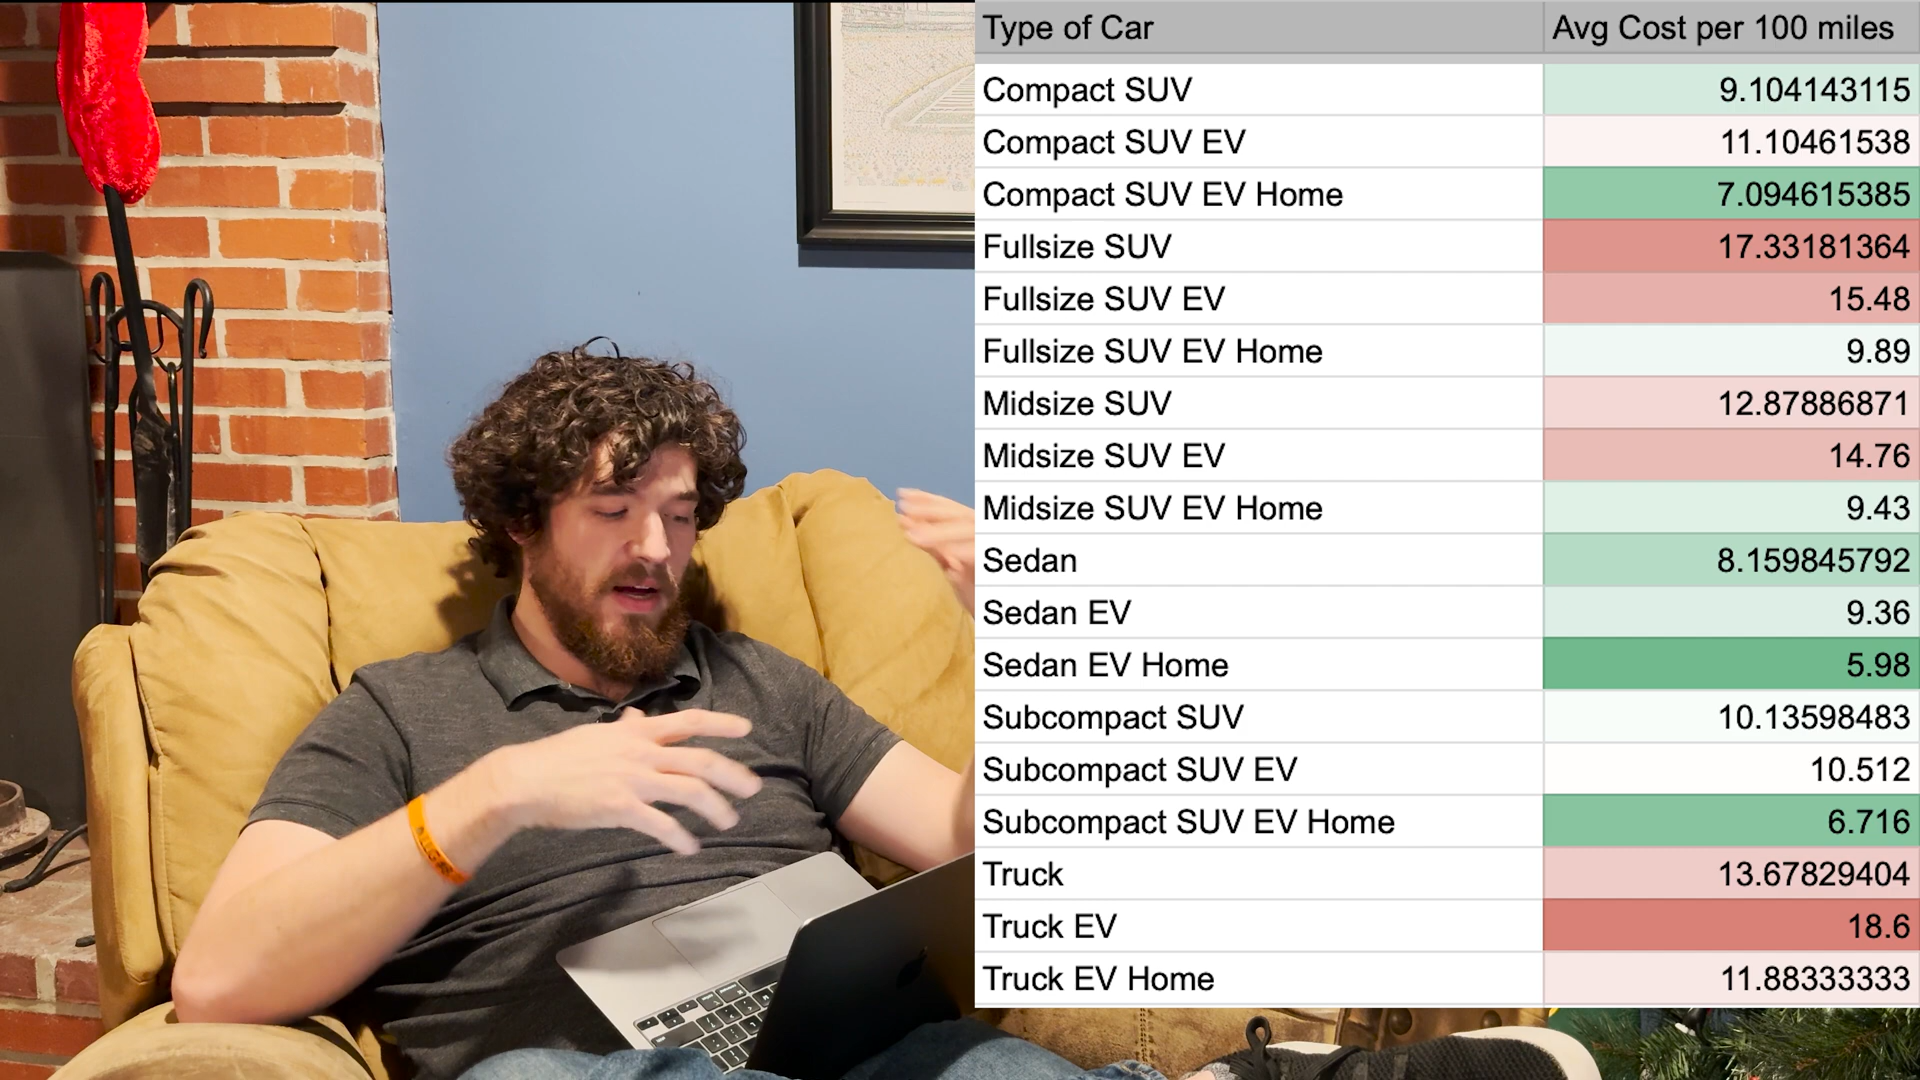 Type of Car Avg Cost per 100 miles
Compact SUV 9.104143115
Compact SUV EV 11.10461538
Compact SUV EV Home 7.094615385
Fullsize SUV 17.33181364
Fullsize SUV EV 15.48
Fullsize SUV EV Home 9.89
Midsize SUV 12.87886871
Midsize SUV EV 14.76
Midsize SUV EV Home 9.43
Sedan 8.159845792
Sedan EV 9.36
Sedan EV Home 5.98
Subcompact SUV 10.13598483
Subcompact SUV EV 10.512
Subcompact SUV EV Home 6.716
Truck 13.67829404
Truck EV 18.6
Truck EV Home 11.88333333